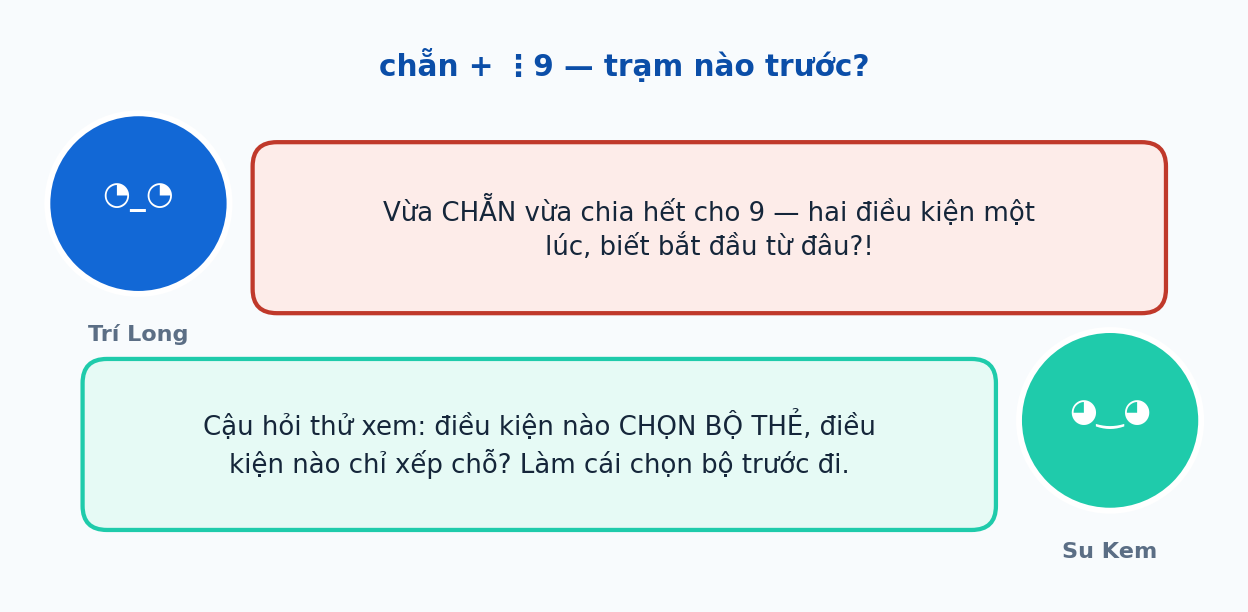 chẵn + ⋮9 — trạm nào trước?
Vừa CHẴN vừa chia hết cho 9 — hai điều kiện một
lúc, biết bắt đầu từ đâu?!
Trí Long
Cậu hỏi thử xem: điều kiện nào CHỌN BỘ THẺ, điều
kiện nào chỉ xếp chỗ? Làm cái chọn bộ trước đi.
Su Kem